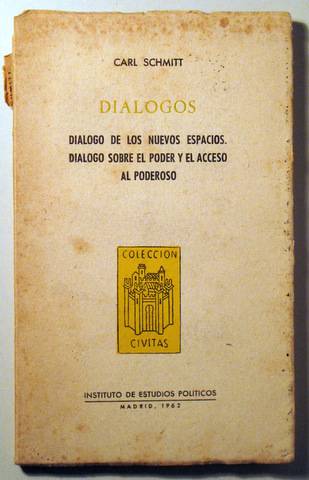 CARL SCHMITT
DIALOGOS
DIALOGO DE LOS NUEVOS ESPACIOS.
DIALOGO SOBRE EL PODER Y EL ACCESO
AL PODEROSO
COLECCION
CIVITAS
INSTITUTO DE ESTUDIOS POLITICOS
MADRID, 1962